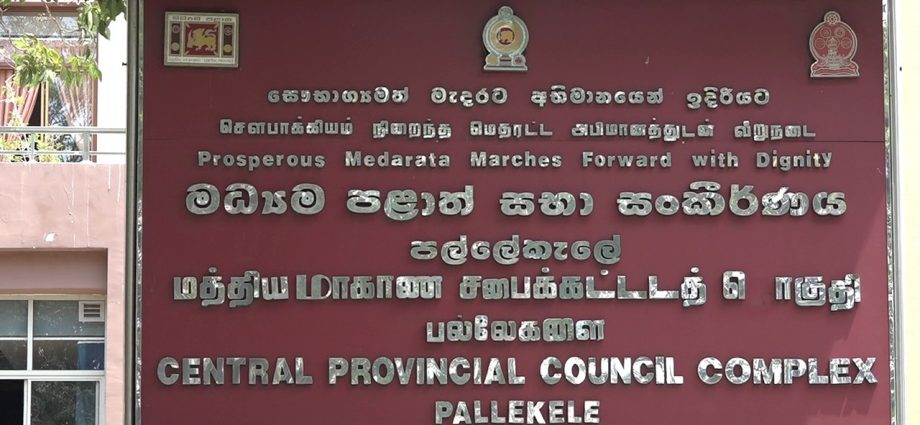 සෞභාග්‍යමත් මැදරට අභිමානයෙන් ඉදිරියට
சௌபாக்கியம் நிறைந்த மெதரட்ட அபிமானத்துடன் வீறுநடை
Prosperous Medarata Marches Forward with Dignity
මධ්‍යම පළාත් සභා සංකීර්ණය
පල්ලේකැලේ
மத்திய மாகாண சபைக்கட்டடத் ெ ாகுதி
பல்லேகளை
CENTRAL PROVINCIAL COUNCIL COMPLEX
PALLEKELE